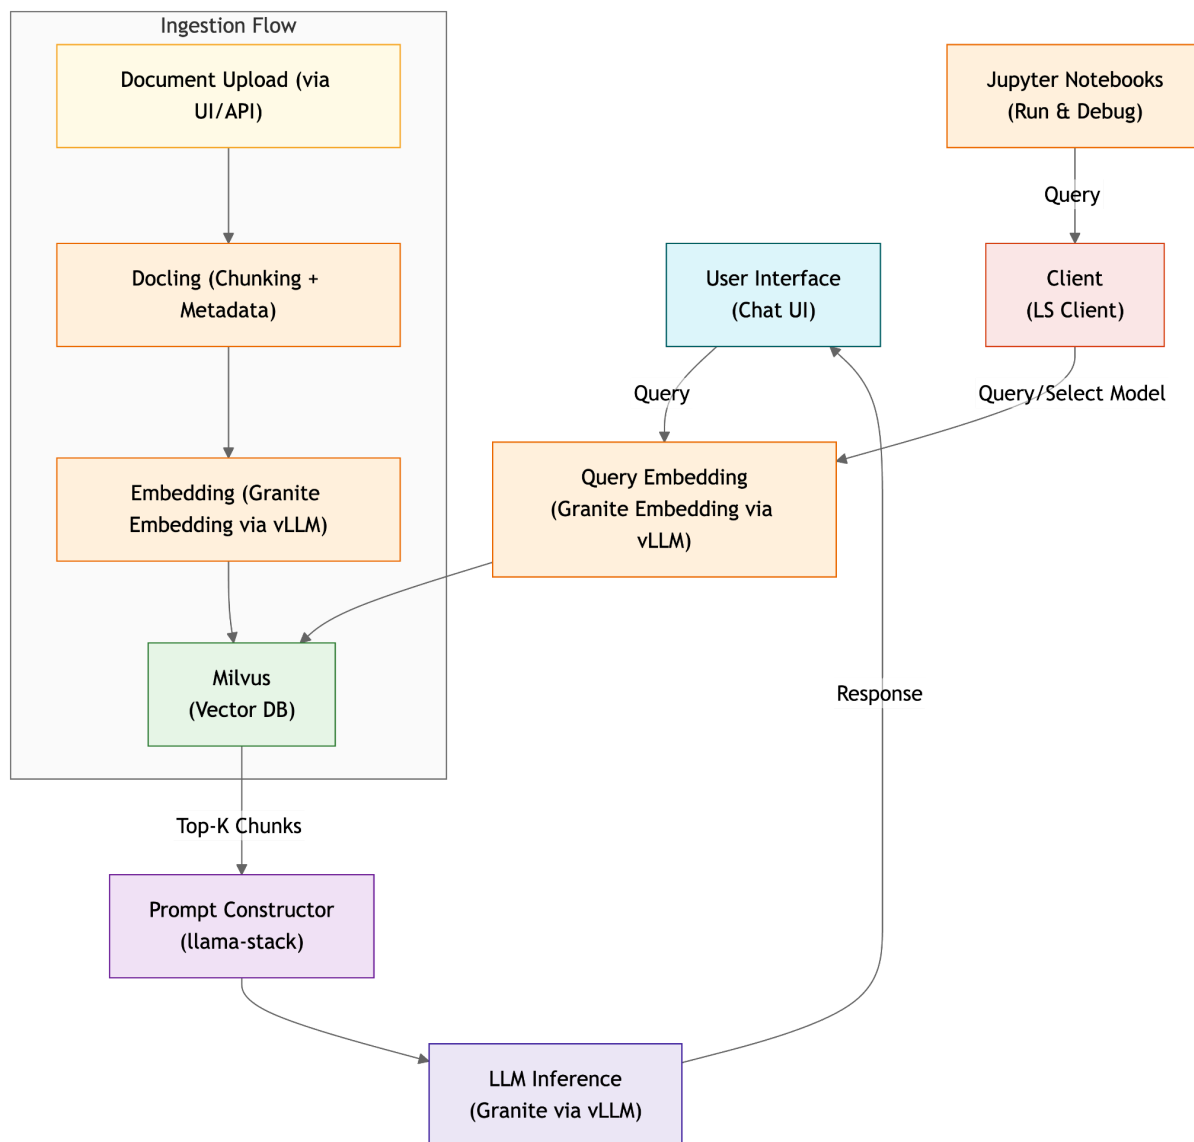 Ingestion Flow
Document Upload (via
UI/API)
Jupyter Notebooks
(Run & Debug)
Query
Docling (Chunking +
Metadata)
User Interface
(Chat UI)
Client
(LS Client)
Query
Query/Select Model
Embedding (Granite
Embedding via vLLM)
Query Embedding
(Granite Embedding via
vLLM)
Milvus
(Vector DB)
Response
Top-K Chunks
Prompt Constructor
(llama-stack)
LLM Inference
(Granite via vLLM)